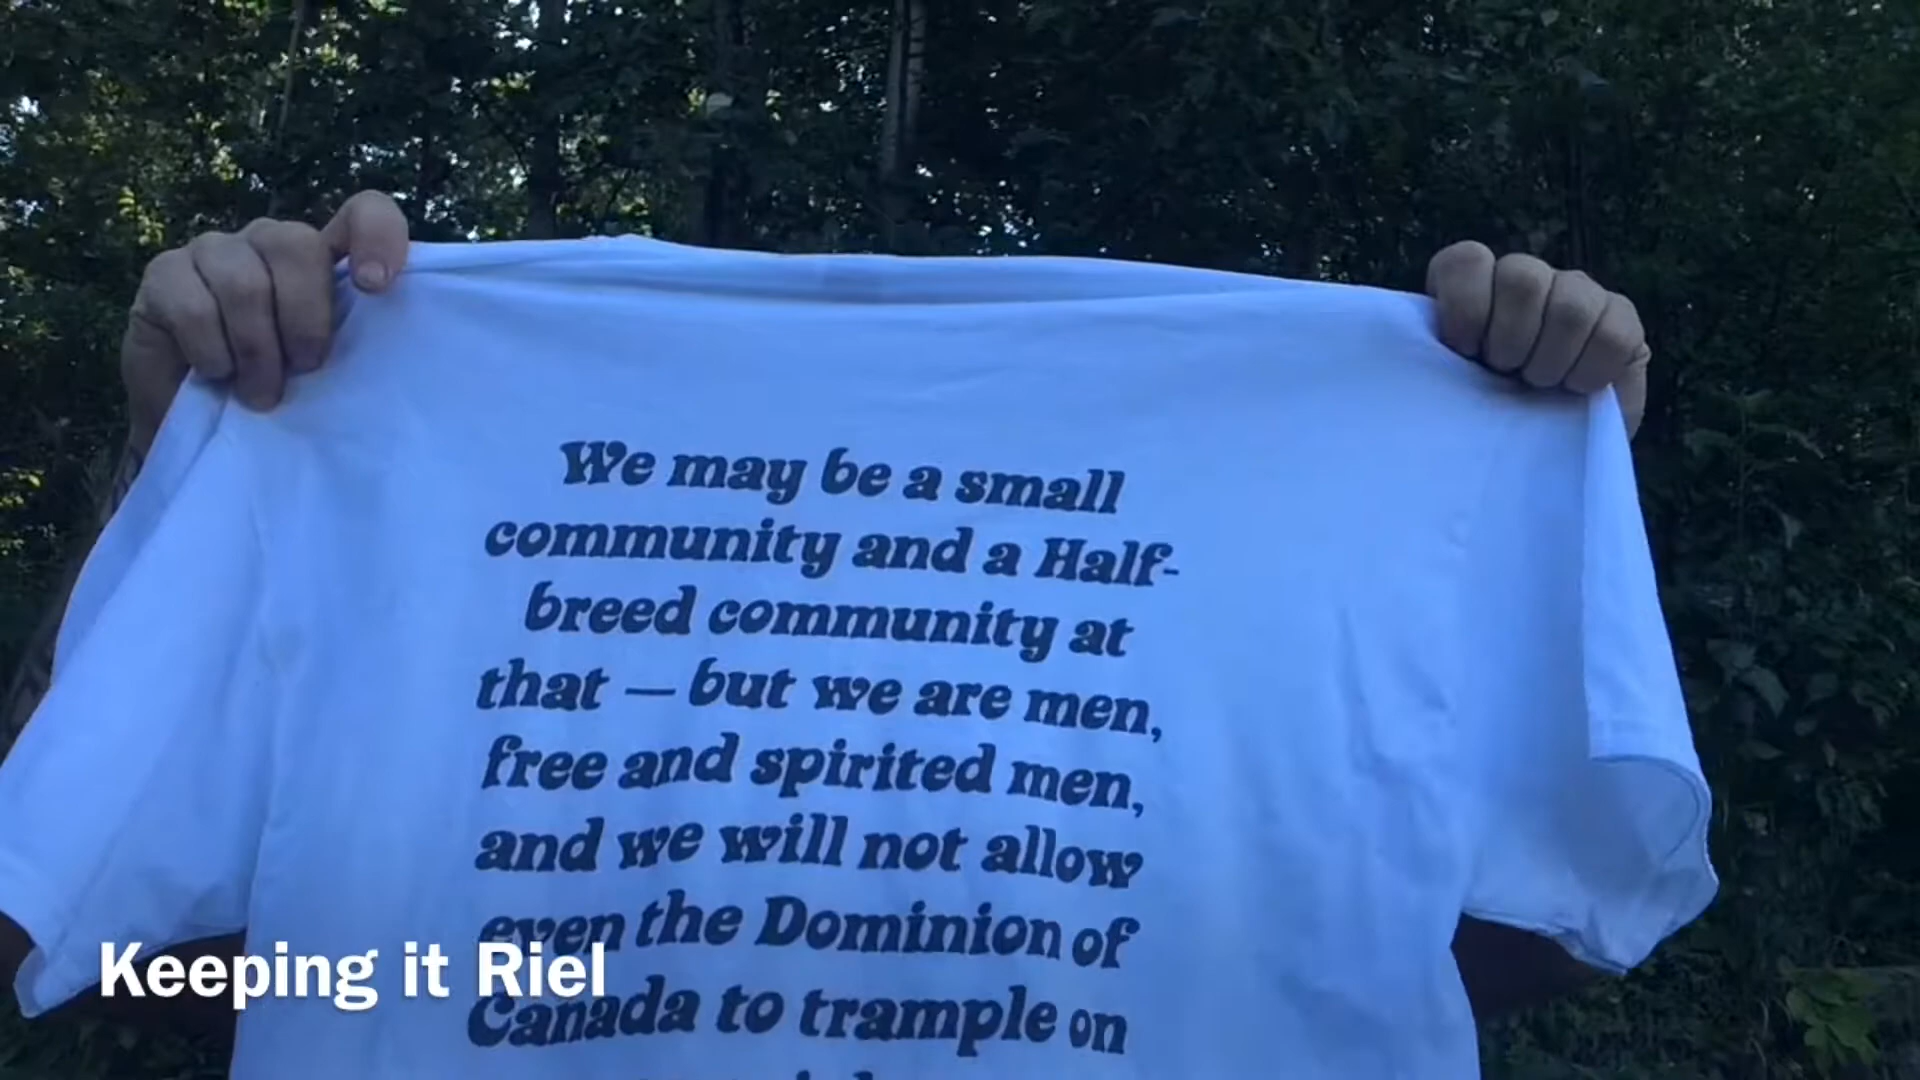 We may be a small
community and a Half-
breed community at
that — but we are men,
free and spirited men,
and we will not allow
even the Dominion of
Canada to trample on
Keeping it Riel